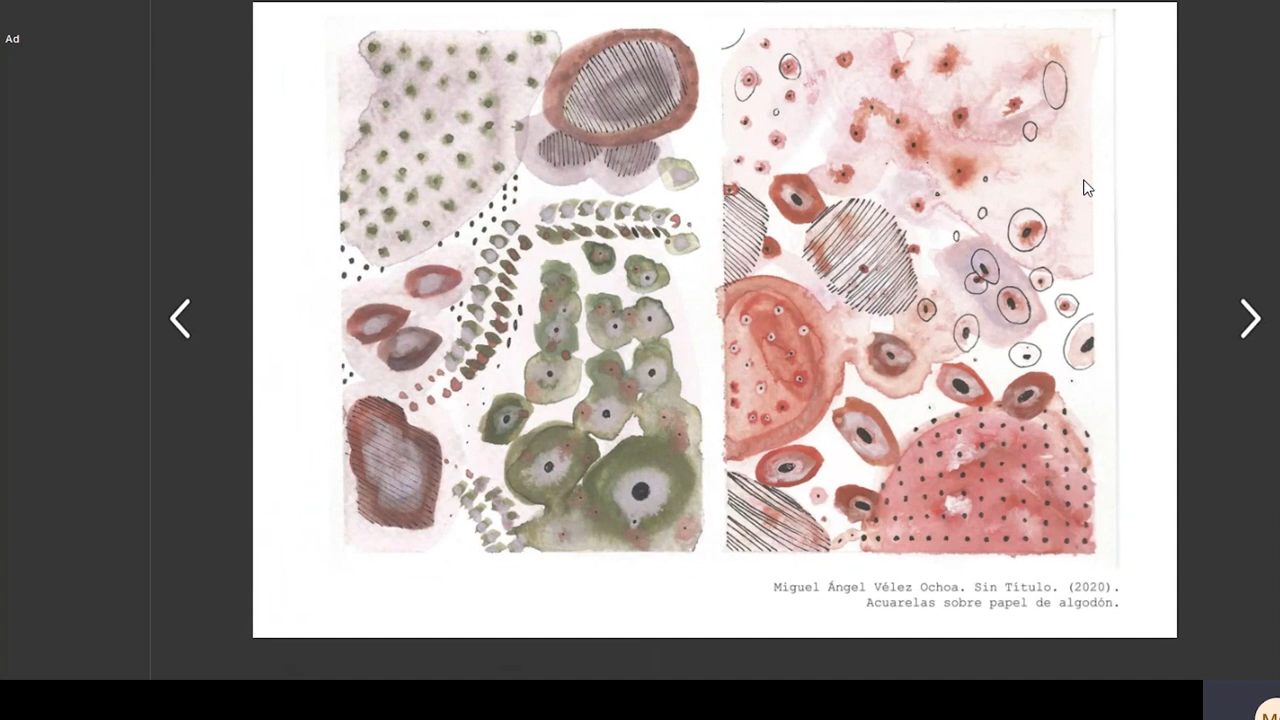 Ad
Miguel Ángel Vélez Ochoa. Sin Título. (2020).
Acuarelas sobre papel de algodón.